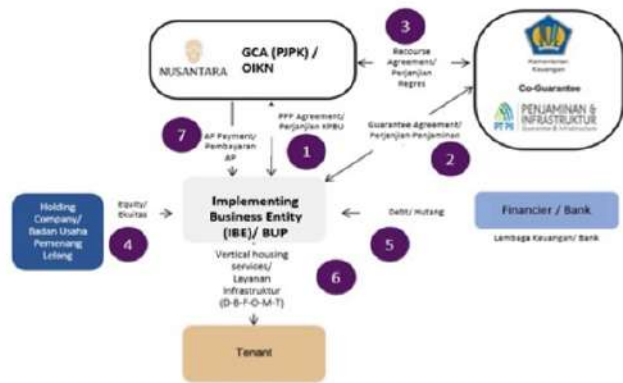 3
GCA (PJPK) /
OIKN
NUSANTARA
Recourse
Agreement/
Perjanjian
Regres
Kementerian
Keuangan
Co-Guarantee
PT PII
PENJAMINAN &
INFRASTRUKTUR
7
AP Payment/
Pembayaran
AP
PPP Agreement/
Perjanjian KPBU
1
Guarantee Agreement/
Perjanjian Penjaminan
2
Holding
Company/
Badan Usaha
Pemenang
Lelang
Equity/
Ekuitas
4
Implementing
Business Entity
(IBE)/ BUP
Debt/ Hutang
5
Financier / Bank
Lembaga Keuangan/ Bank
Vertical housing
services/
Layanan
Infrastruktur
(D-B-F-O-M-T)
6
Tenant